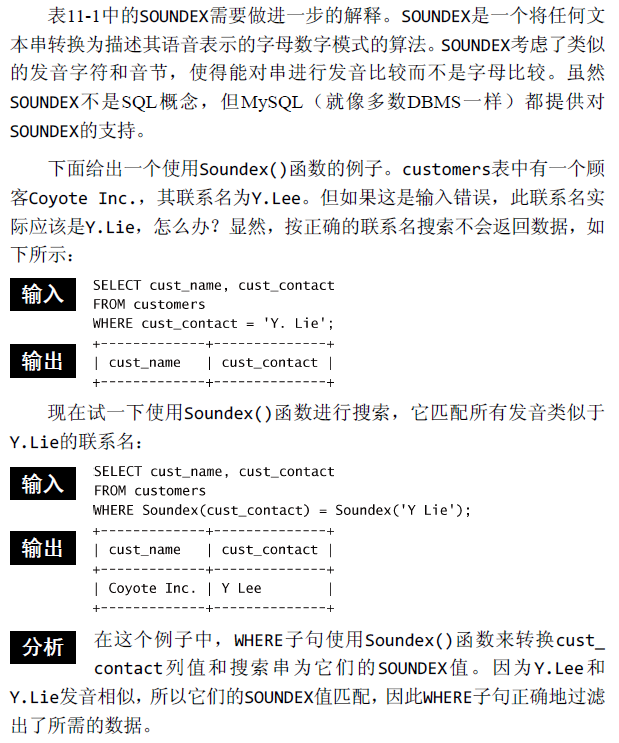 表11-1中的SOUNDEX需要做进一步的解释。SOUNDEX是一个将任何文
本串转换为描述其语音表示的字母数字模式的算法。SOUNDEX考虑了类似
的发音字符和音节，使得能对串进行发音比较而不是字母比较。虽然
SOUNDEX不是SQL概念，但MySQL（就像多数DBMS一样）都提供对
SOUNDEX的支持。
下面给出一个使用Soundex()函数的例子。customers表中有一个顾
客Coyote Inc.，其联系名为Y.Lee。但如果这是输入错误，此联系名实
际应该是Y.Lie，怎么办？显然，按正确的联系名搜索不会返回数据，如
下所示：
输入
SELECT cust_name, cust_contact
FROM customers
WHERE cust_contact = 'Y. Lie';
输出
+-------------+--------------+
| cust_name   | cust_contact |
+-------------+--------------+
现在试一下使用Soundex()函数进行搜索，它匹配所有发音类似于
Y.Lie的联系名：
输入
SELECT cust_name, cust_contact
FROM customers
WHERE Soundex(cust_contact) = Soundex('Y Lie');
输出
+-------------+--------------+
| cust_name   | cust_contact |
+-------------+--------------+
| Coyote Inc. | Y Lee        |
+-------------+--------------+
分析
在这个例子中，WHERE子句使用Soundex()函数来转换cust_
contact列值和搜索串为它们的SOUNDEX值。因为Y.Lee和
Y.Lie发音相似，所以它们的SOUNDEX值匹配，因此WHERE子句正确地过滤
出了所需的数据。